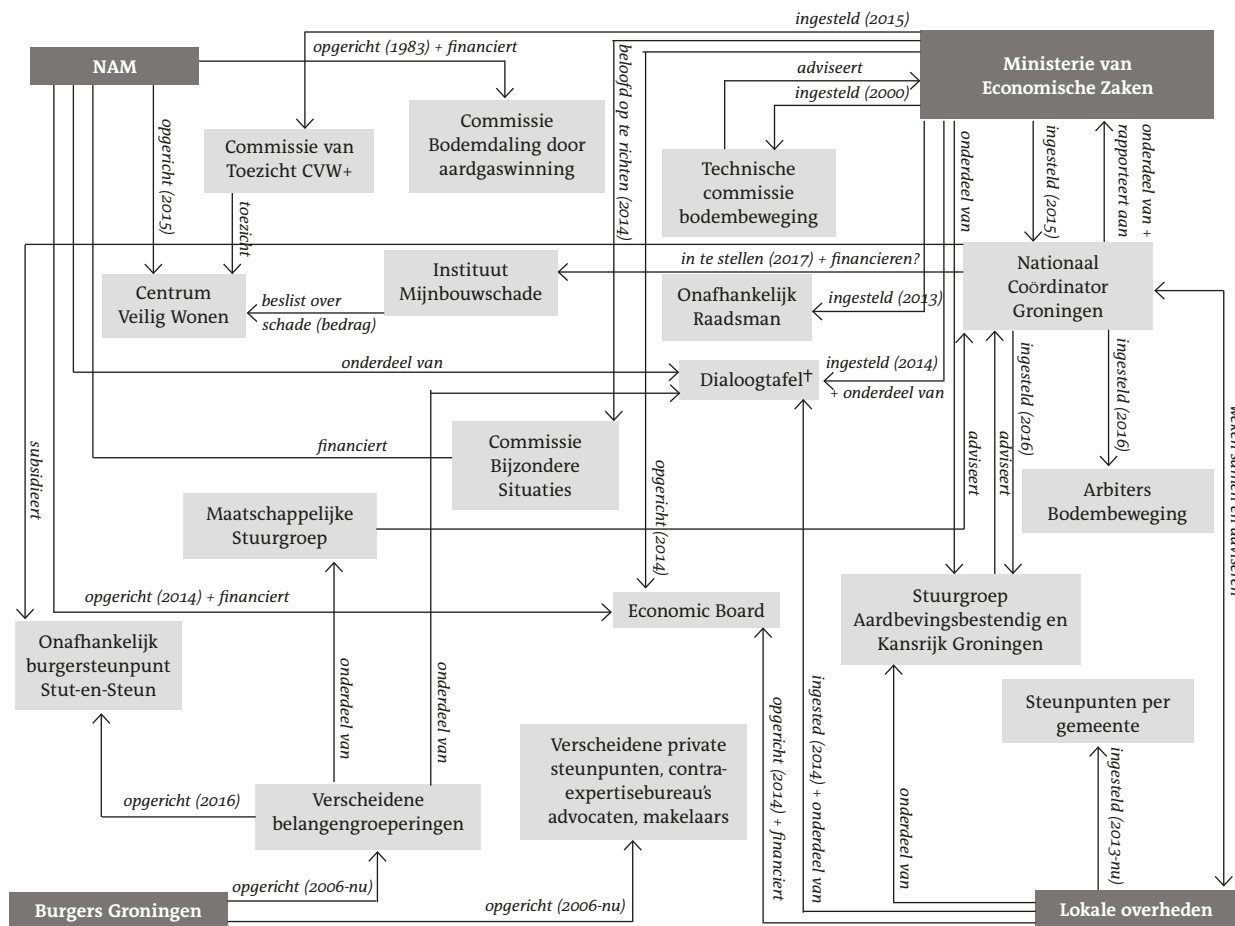 ingesteld (2015)
NAM
opgericht (1983) + financiert
beloofd op te richten (2014)
Ministerie van
Economische Zaken
adviseert
ingesteld (2000)
Commissie
Bodemdaling door
aardgaswinning
opgericht (2015)
Commissie van
Toezicht CVW+
toezicht
Technische
commissie
bodembeweging
onderdeel van
ingesteld (2015)
onderdeel van +
rapporteert aan
in te stellen (2017) + financieren?
Nationaal
Coördinator
Groningen
Instituut
Mijnbouwschade
Centrum
Veilig Wonen
beslist over
schade (bedrag)
Onafhankelijk
Raadsman
ingesteld (2013)
onderdeel van
Dialoogtafel†
ingesteld (2014)
+ onderdeel van
ingesteld (2016)
ingesteld (2016)
adviseert
adviseert
subsidieert
financiert
Commissie
Bijzondere
Situaties
opgericht (2014)
Arbiters
Bodembeweging
Maatschappelijke
Stuurgroep
opgericht (2014) + financiert
Economic Board
Stuurgroep
Aardbevingsbestendig en
Kansrijk Groningen
Onafhankelijk
burgersteunpunt
Stut-en-Steun
onderdeel van
onderdeel van
opgericht (2014) + financiert
ingested (2014) + onderdeel van
onderdeel van
Steunpunten per
gemeente
ingesteld (2013-nu)
Verscheidene private
steunpunten, contra-
expertisebureau's
advocaten, makelaars
opgericht (2016)
Verscheidene
belangengroeperingen
opgericht (2006-nu)
opgericht (2006-nu)
Burgers Groningen
Lokale overheden